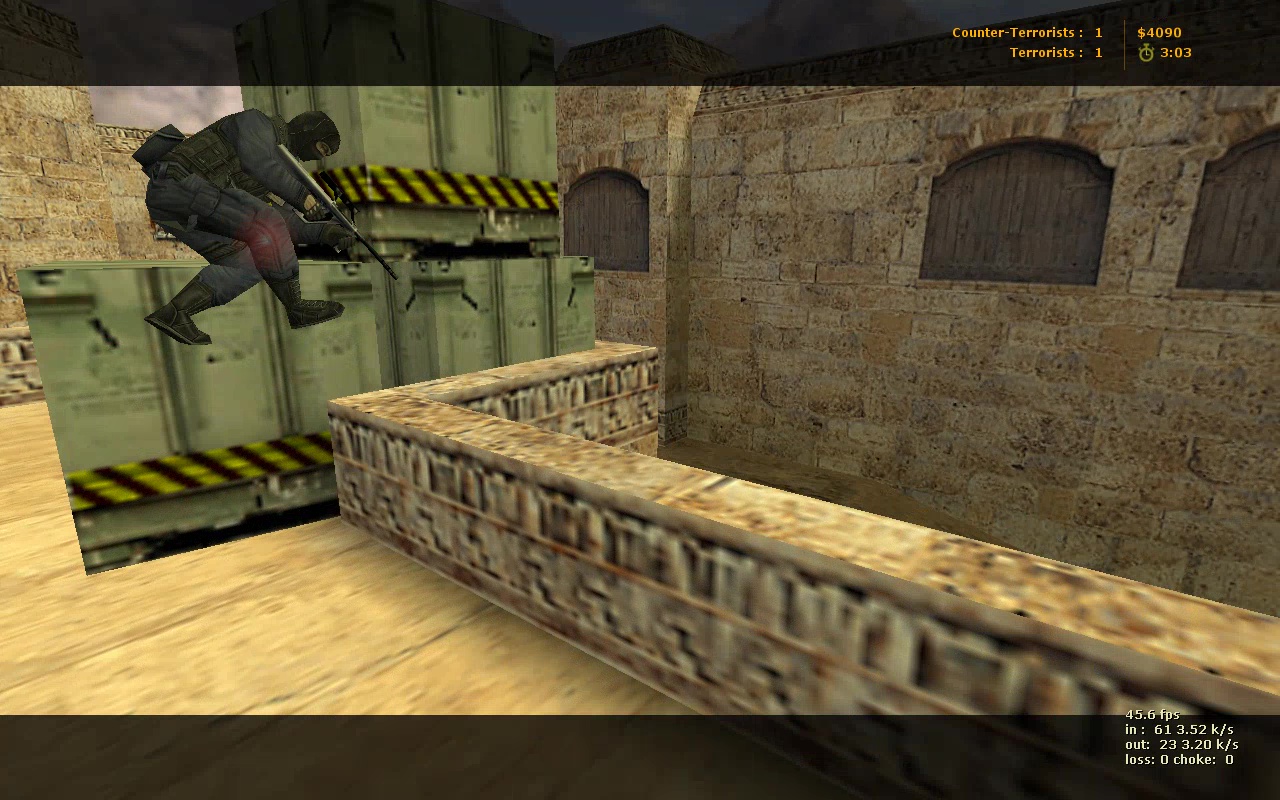 Counter-Terrorists : 1 $4090
Terrorists : 1 3:03
45.6 fps
in : 61 3.52 k/s
out: 23 3.20 k/s
loss: 0 choke: 0